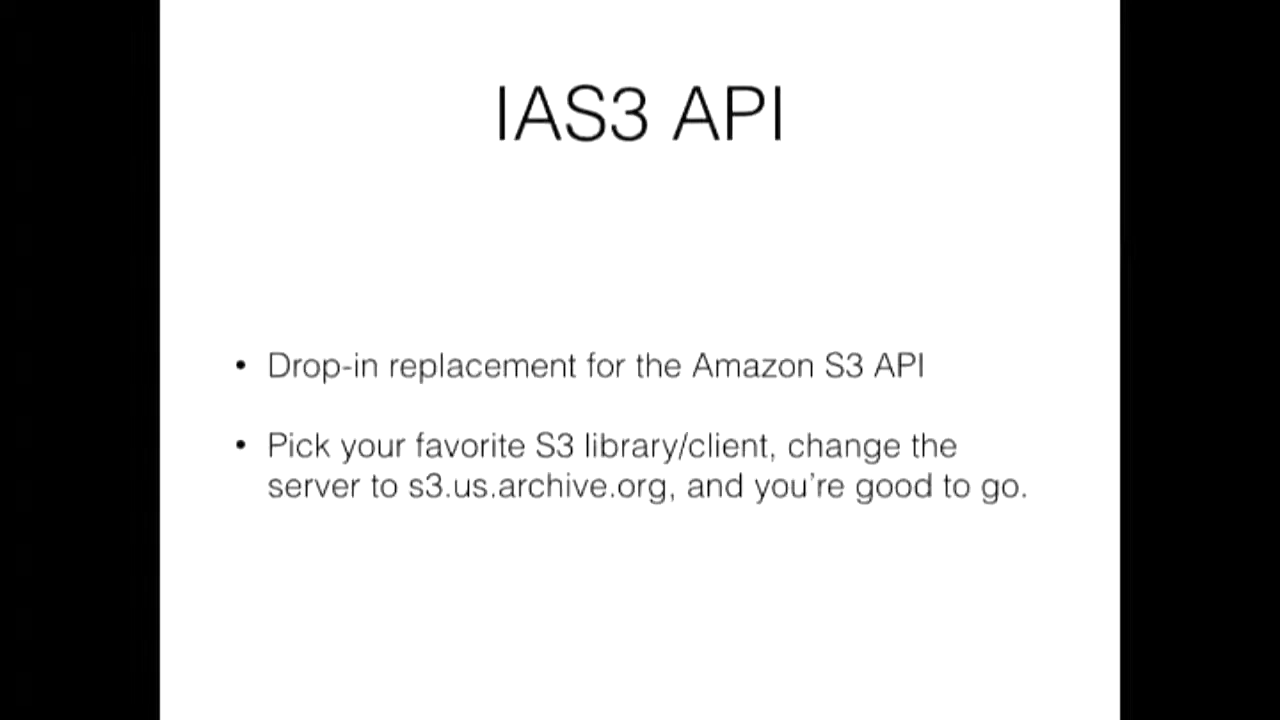 IAS3 API
• Drop-in replacement for the Amazon S3 API
• Pick your favorite S3 library/client, change the
server to s3.us.archive.org, and you’re good to go.